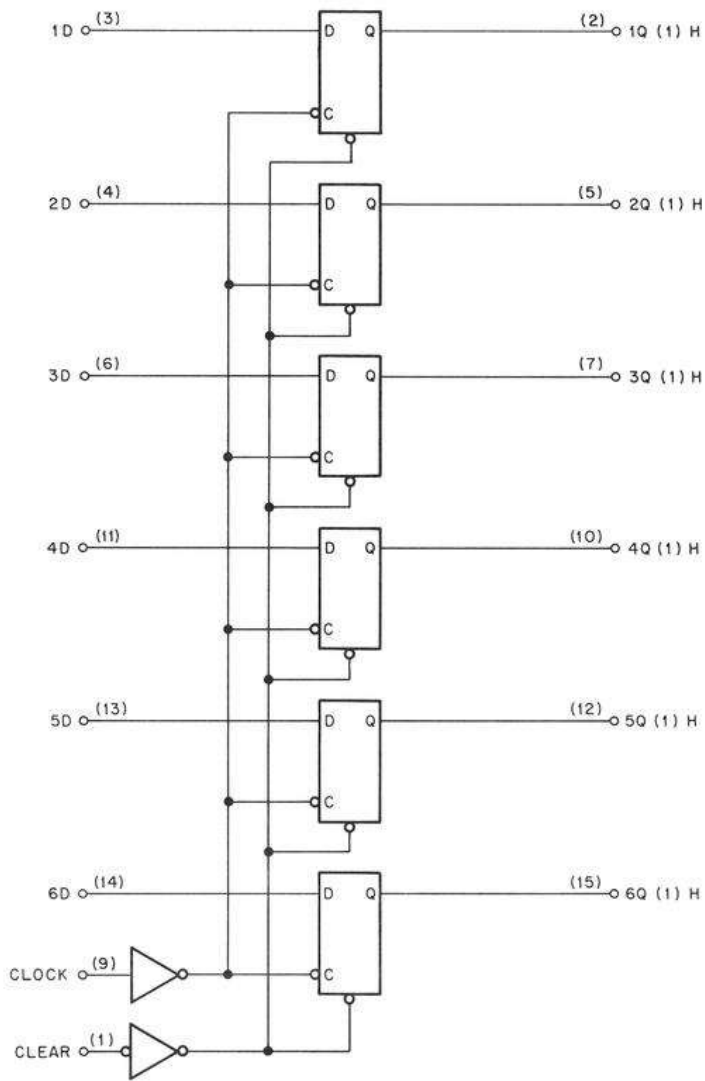 1D (3) D Q (2) 1Q (1) H
C
2D (4) D Q (5) 2Q (1) H
C
3D (6) D Q (7) 3Q (1) H
C
4D (11) D Q (10) 4Q (1) H
C
5D (13) D Q (12) 5Q (1) H
C
6D (14) D Q (15) 6Q (1) H
CLOCK (9) C
CLEAR (1)